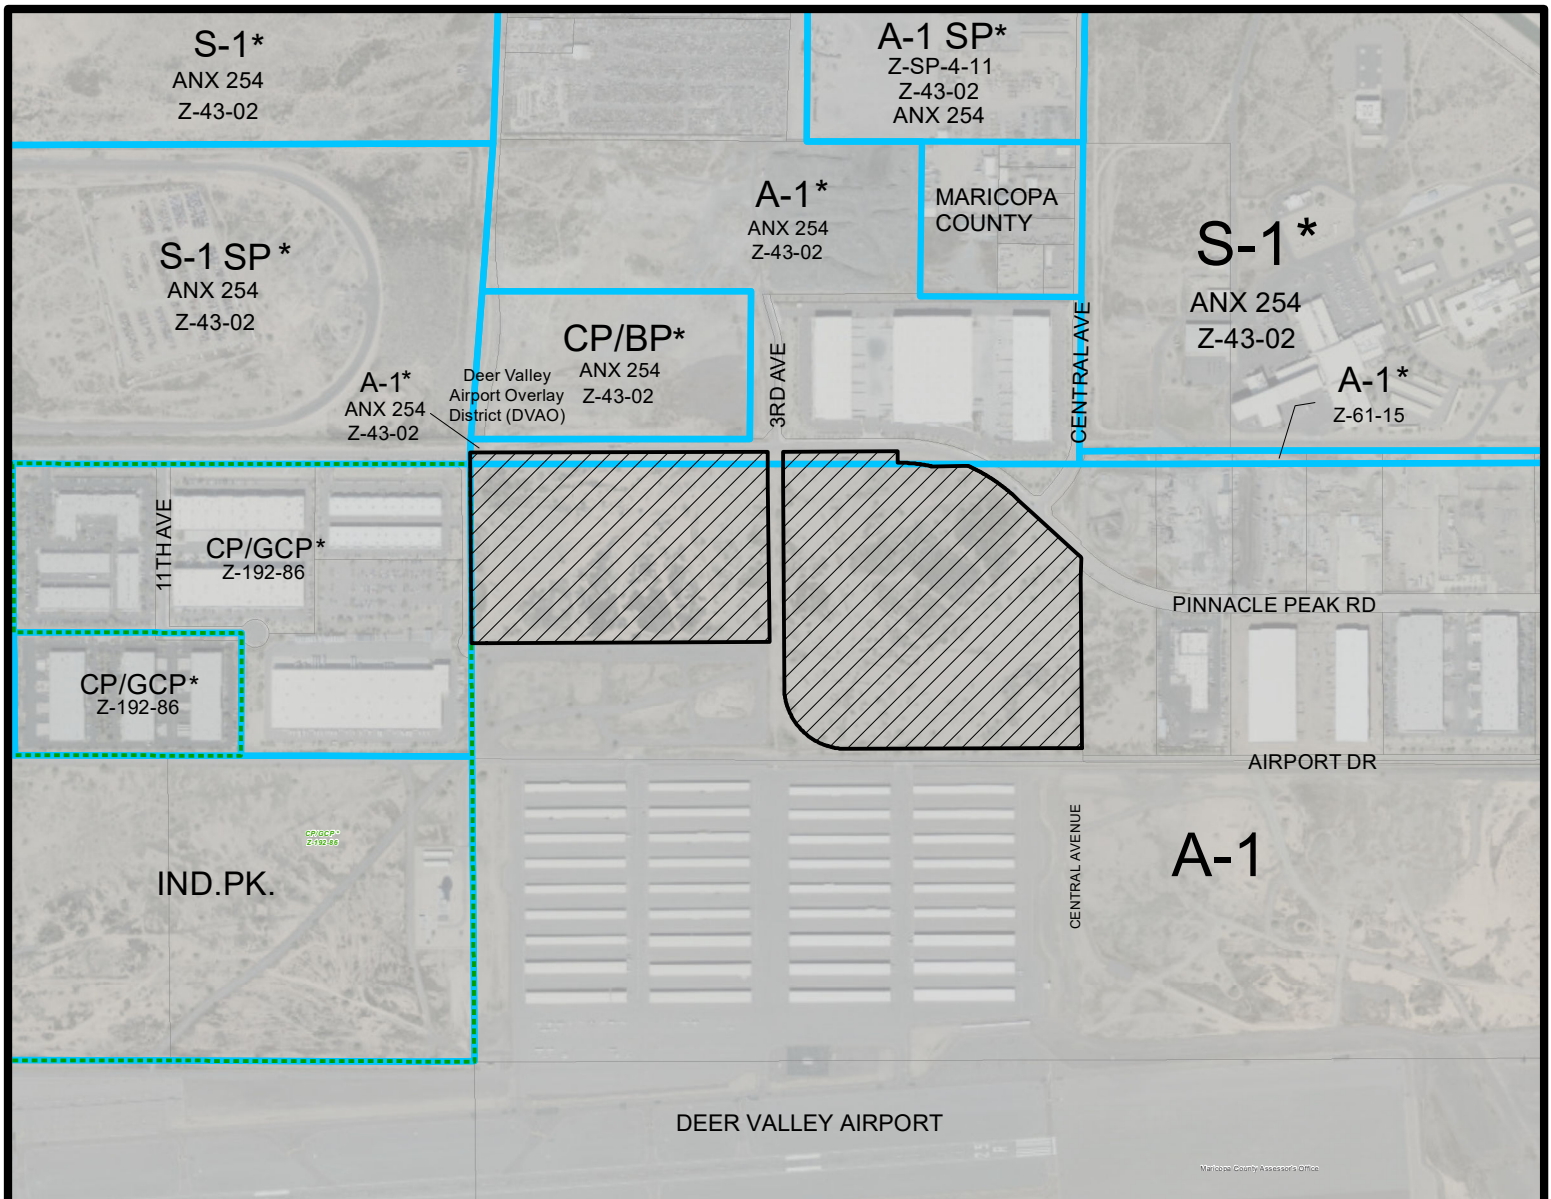 S-1*
ANX 254
Z-43-02
A-1 SP*
Z-SP-4-11
Z-43-02
ANX 254
A-1*
ANX 254
Z-43-02
MARICOPA
COUNTY
S-1*
ANX 254
Z-43-02
S-1 SP*
ANX 254
Z-43-02
CP/BP*
ANX 254
Z-43-02
3RD AVE
CENTRAL AVE
A-1*
ANX 254
Z-43-02
Deer Valley
Airport Overlay
District (DVAO)
A-1*
Z-61-15
11TH AVE
CP/GCP*
Z-192-86
PINNACLE PEAK RD
CP/GCP*
Z-192-86
AIRPORT DR
CP/GCP*
Z-192-86
IND.PK.
CENTRAL AVENUE
A-1
DEER VALLEY AIRPORT
Maricopa County Assessor's Office